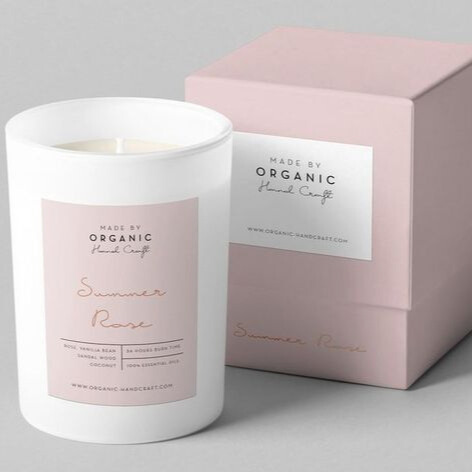 MADE BY
ORGANIC
Hand Craft
Summer
Rose
ROSE, VANILLA BEAN
SANDAL WOOD
COCONUT
34 HOURS BURN TIME
100% ESSENTIAL OILS
WWW.ORGANIC-HANDCRAFT.COM
MADE BY
ORGANIC
Hand Craft
WWW.ORGANIC-HANDCRAFT.COM
Summer Rose